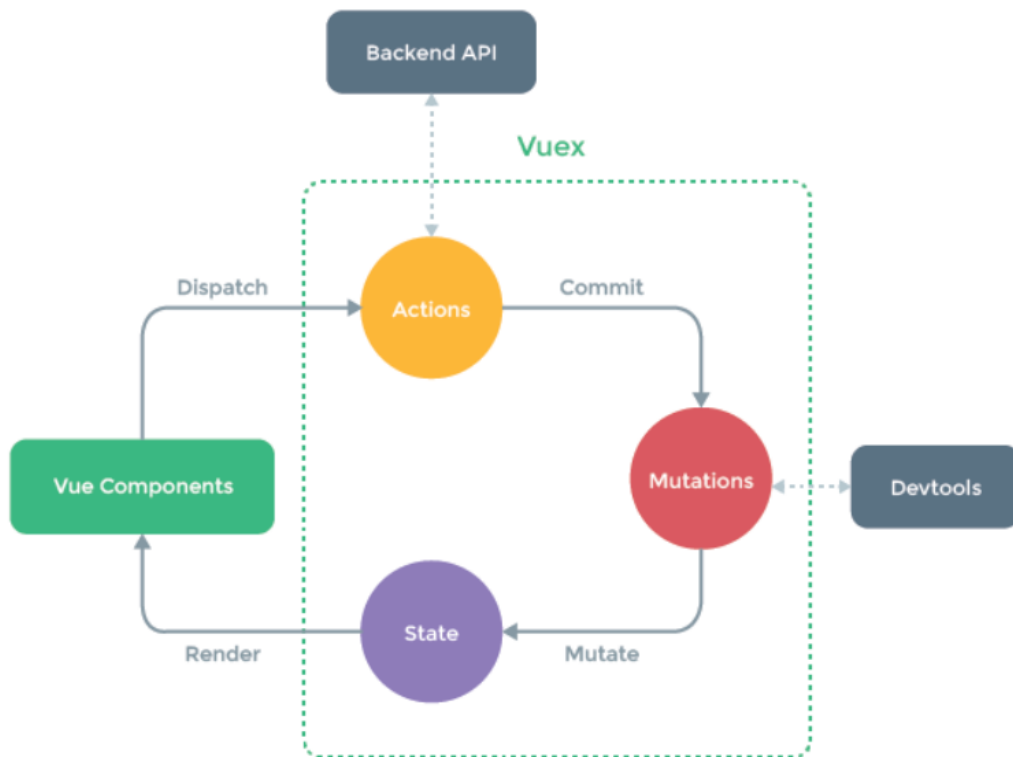 Backend API
Vuex
Dispatch
Commit
Actions
Vue Components
Mutations
Devtools
State
Render
Mutate